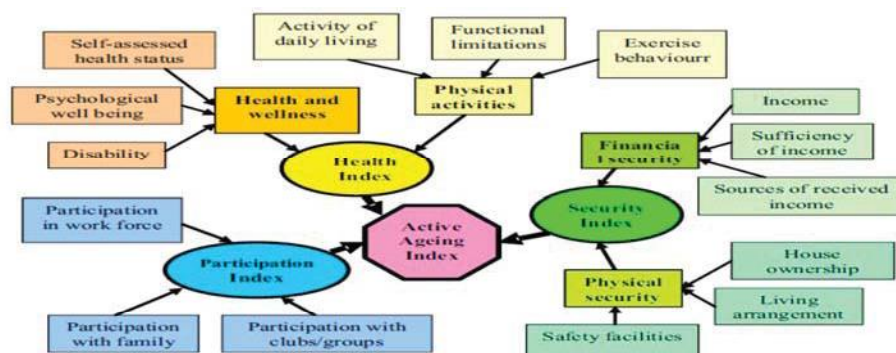 Activity of
daily living
Functional
limitations
Exercise
behaviourr
Self-assessed
health status
Psychological
well being
Disability
Health and
wellness
Physical
activities
Health
Index
Income
Sufficiency
of income
Sources of received
income
Financia
l security
Security
Index
Participation
in work force
Participation
Index
Active
Ageing
Index
Participation
with family
Participation with
clubs/groups
Physical
security
House
ownership
Living
arrangement
Safety facilities